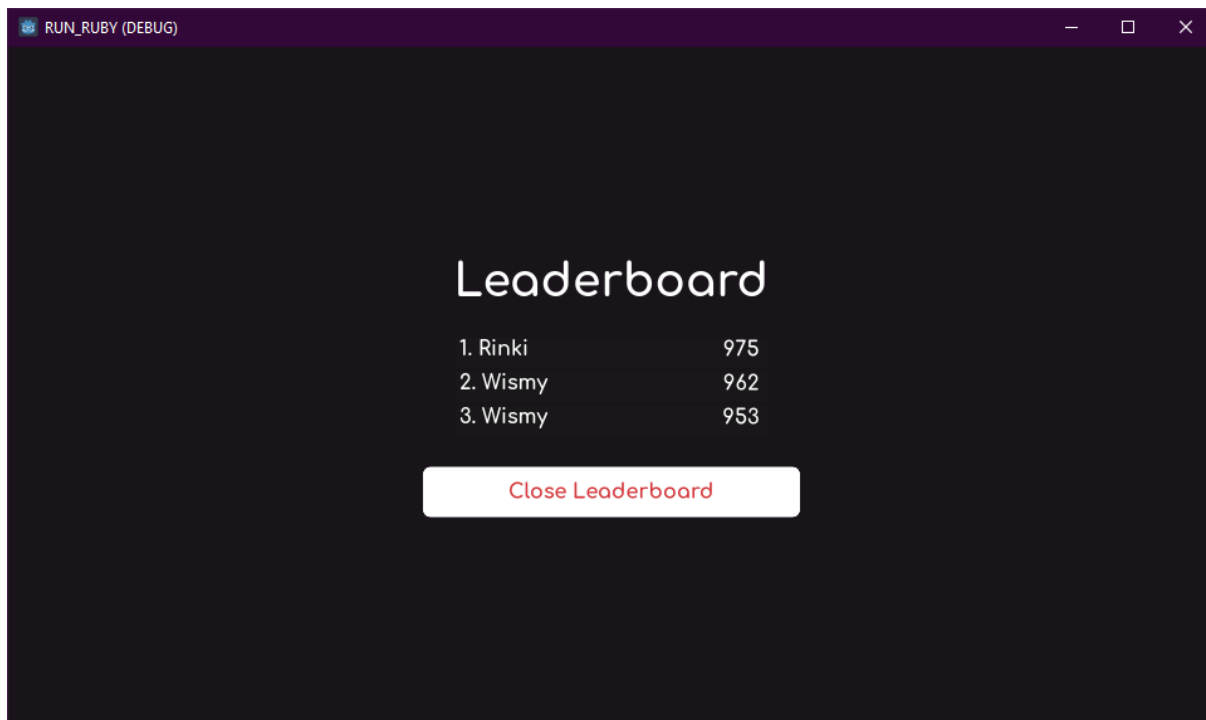 RUN_RUBY (DEBUG)
Leaderboard
1. Rinki 975
2. Wismy 962
3. Wismy 953
Close Leaderboard